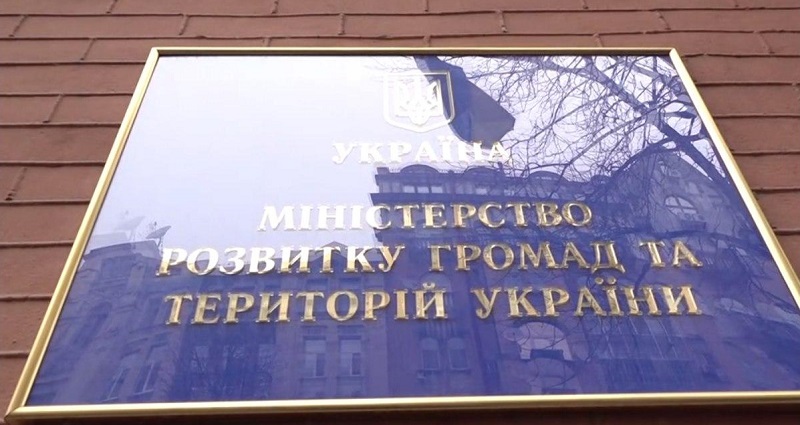 УКРАЇНА
МІНІСТЕРСТВО
РОЗВИТКУ ГРОМАД ТА
ТЕРИТОРІЙ УКРАЇНИ